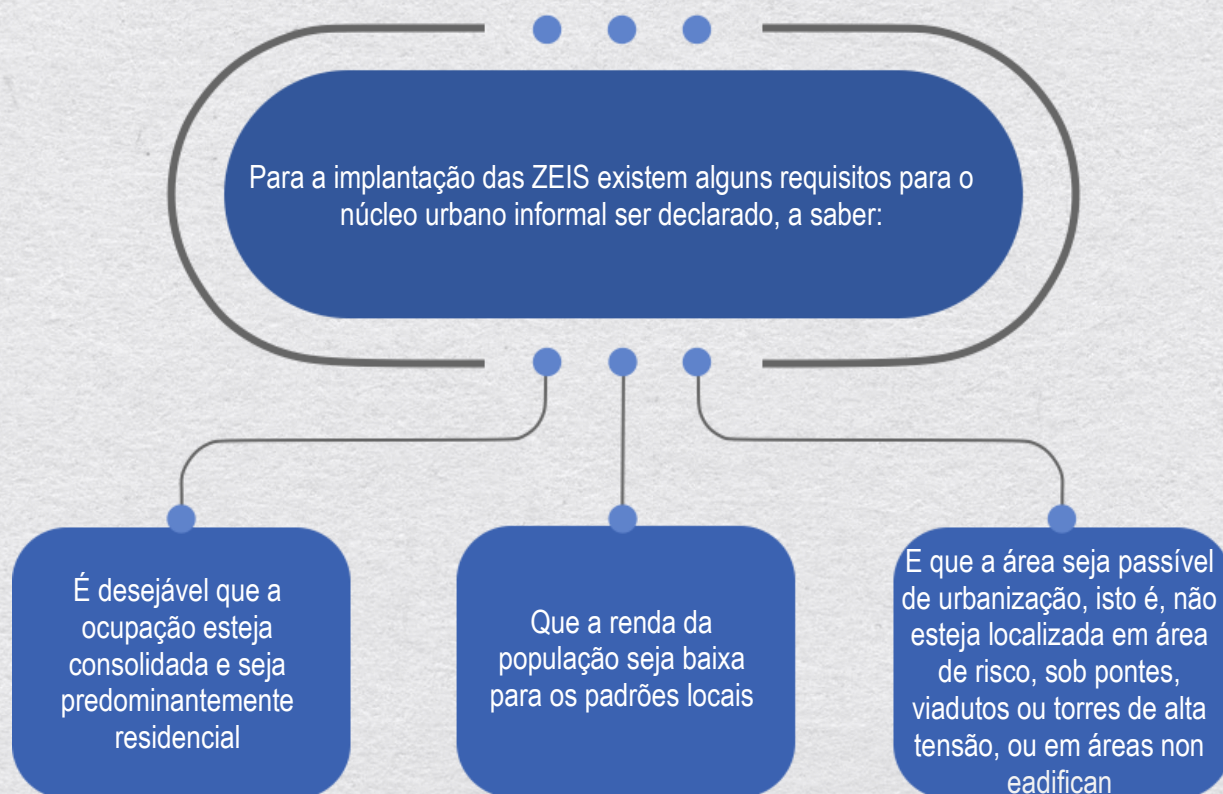 Para a implantação das ZEIS existem alguns requisitos para o
núcleo urbano informal ser declarado, a saber:
É desejável que a
ocupação esteja
consolidada e seja
predominantemente
residencial
Que a renda da
população seja baixa
para os padrões locais
E que a área seja passível
de urbanização, isto é, não
esteja localizada em área
de risco, sob pontes,
viadutos ou torres de alta
tensão, ou em áreas non
eadifican